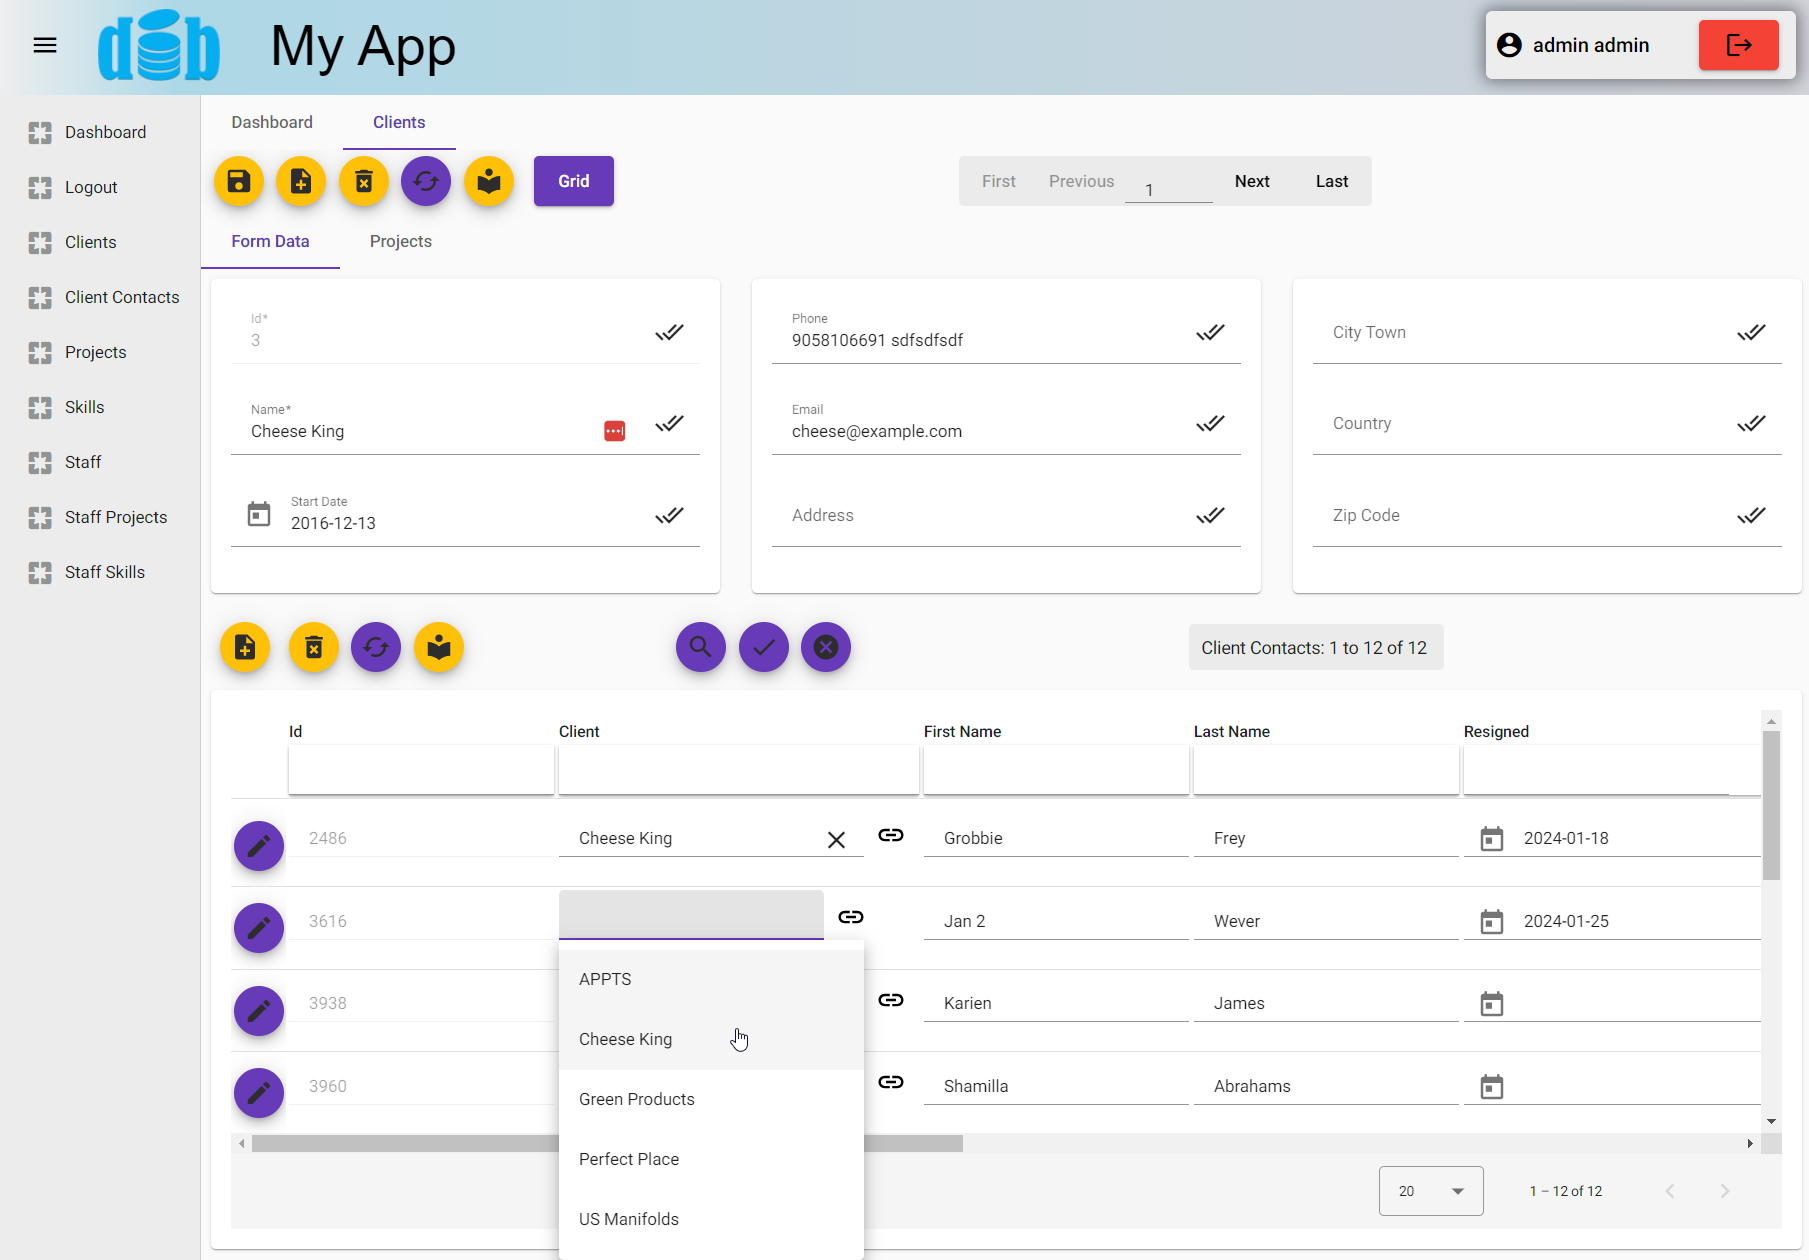 dbb
My App
admin admin
Dashboard
Logout
Clients
Client Contacts
Projects
Skills
Staff
Staff Projects
Staff Skills
Dashboard
Clients
Grid
First
Previous
1
Next
Last
Form Data
Projects
Id*
3
Name*
Cheese King
Start Date
2016-12-13
Phone
9058106691 sdfsdfsdf
Email
cheese@example.com
Address
City Town
Country
Zip Code
Client Contacts: 1 to 12 of 12
Id
Client
First Name
Last Name
Resigned
2486
Cheese King
Grobbie
Frey
2024-01-18
3616
Jan 2
Wever
2024-01-25
3938
Karien
James
3960
Shamilla
Abrahams
APPTS
Cheese King
Green Products
Perfect Place
US Manifolds
20
1 – 12 of 12